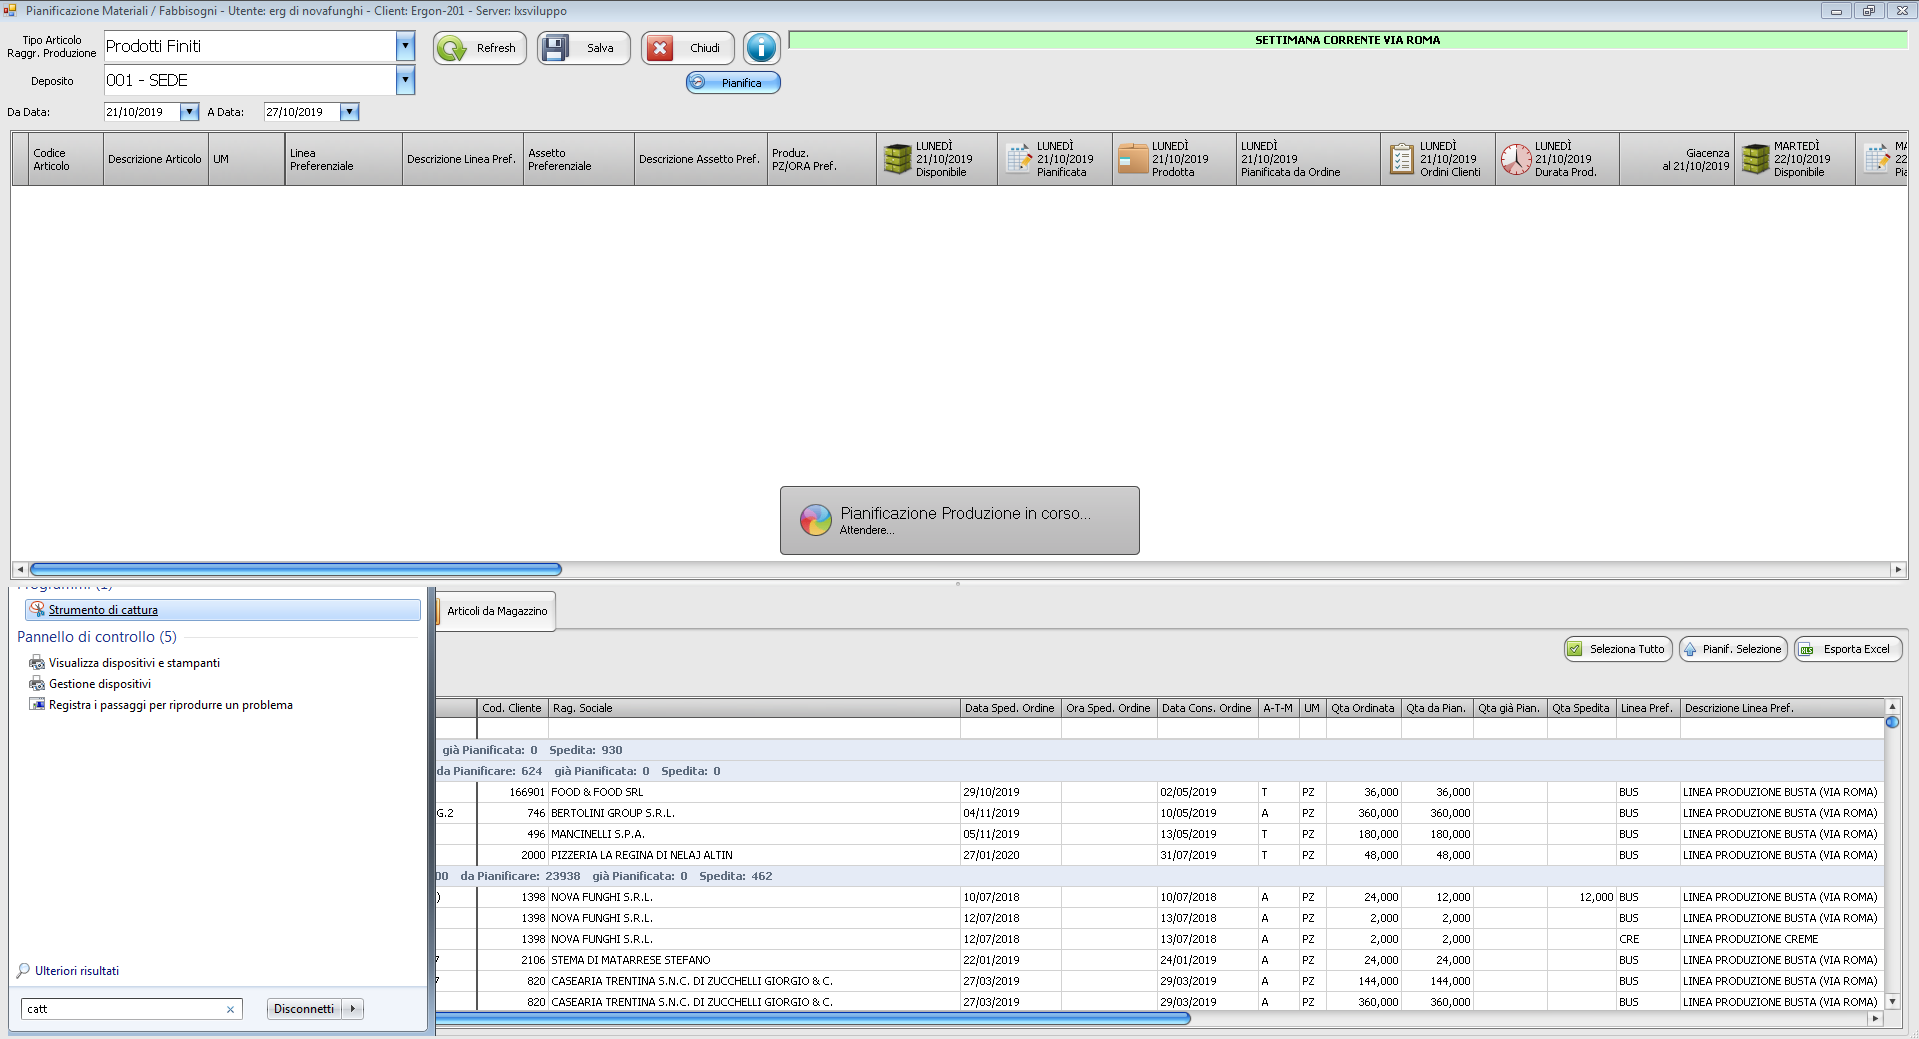 Pianificazione Materiali / Fabbisogni - Utente: erg di novafunghi - Client: Ergon-201 - Server: lxsviluppo
Tipo Articolo
Raggr. Produzione
Prodotti Finiti
Refresh
Salva
Chiudi
SETTIMANA CORRENTE VIA ROMA
Deposito
001 - SEDE
Pianifica
Da Data:
21/10/2019
A Data:
27/10/2019
Codice
Articolo
Descrizione Articolo
UM
Linea
Preferenziale
Descrizione Linea Pref.
Assetto
Preferenziale
Descrizione Assetto Pref.
Produz.
PZ/ORA Pref.
LUNEDÌ
21/10/2019
Disponibile
LUNEDÌ
21/10/2019
Pianificata
LUNEDÌ
21/10/2019
Prodotta
LUNEDÌ
21/10/2019
Pianificata da Ordine
LUNEDÌ
21/10/2019
Ordini Clienti
LUNEDÌ
21/10/2019
Durata Prod.
Giacenza
al 21/10/2019
MARTEDÌ
22/10/2019
Disponibile
MA
22
Pia
Pianificazione Produzione in corso...
Attendere...
Programmi (1)
Strumento di cattura
Pannello di controllo (5)
Visualizza dispositivi e stampanti
Gestione dispositivi
Registra i passaggi per riprodurre un problema
Ulteriori risultati
catt
Disconnetti
Articoli da Magazzino
Seleziona Tutto
Pianif. Selezione
Esporta Excel
Cod. Cliente Rag. Sociale Data Sped. Ordine Ora Sped. Ordine Data Cons. Ordine A-T-M UM Qta Ordinata Qta da Pian. Qta già Pian. Qta Spedita Linea Pref. Descrizione Linea Pref.
già Pianificata: 0 Spedita: 930
da Pianificare: 624 già Pianificata: 0 Spedita: 0
166901 FOOD & FOOD SRL 29/10/2019 02/05/2019 T PZ 36,000 36,000 BUS LINEA PRODUZIONE BUSTA (VIA ROMA)
G.2 746 BERTOLINI GROUP S.R.L. 04/11/2019 10/05/2019 A PZ 360,000 360,000 BUS LINEA PRODUZIONE BUSTA (VIA ROMA)
496 MANCINELLI S.P.A. 05/11/2019 13/05/2019 T PZ 180,000 180,000 BUS LINEA PRODUZIONE BUSTA (VIA ROMA)
2000 PIZZERIA LA REGINA DI NELAJ ALTIN 27/01/2020 31/07/2019 T PZ 48,000 48,000 BUS LINEA PRODUZIONE BUSTA (VIA ROMA)
00 da Pianificare: 23938 già Pianificata: 0 Spedita: 462
) 1398 NOVA FUNGHI S.R.L. 10/07/2018 10/07/2018 A PZ 24,000 12,000 12,000 BUS LINEA PRODUZIONE BUSTA (VIA ROMA)
1398 NOVA FUNGHI S.R.L. 12/07/2018 13/07/2018 A PZ 2,000 2,000 BUS LINEA PRODUZIONE BUSTA (VIA ROMA)
1398 NOVA FUNGHI S.R.L. 12/07/2018 13/07/2018 A PZ 2,000 2,000 CRE LINEA PRODUZIONE CREME
2106 STEMA DI MATARRESE STEFANO 22/01/2019 24/01/2019 A PZ 24,000 24,000 BUS LINEA PRODUZIONE BUSTA (VIA ROMA)
820 CASEARIA TRENTINA S.N.C. DI ZUCCHELLI GIORGIO & C. 27/03/2019 29/03/2019 A PZ 144,000 144,000 BUS LINEA PRODUZIONE BUSTA (VIA ROMA)
820 CASEARIA TRENTINA S.N.C. DI ZUCCHELLI GIORGIO & C. 27/03/2019 29/03/2019 A PZ 360,000 360,000 BUS LINEA PRODUZIONE BUSTA (VIA ROMA)